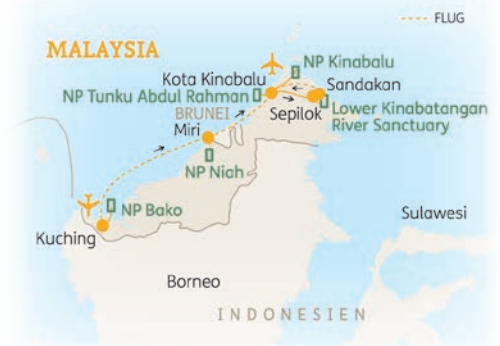 FLUG
MALAYSIA
NP Kinabalu
Kota Kinabalu
Sandakan
NP Tunku Abdul Rahman
Sepilok
Lower Kinabatangan
River Sanctuary
BRUNEI
Miri
NP Niah
NP Bako
Kuching
Sulawesi
Borneo
INDONESIEN